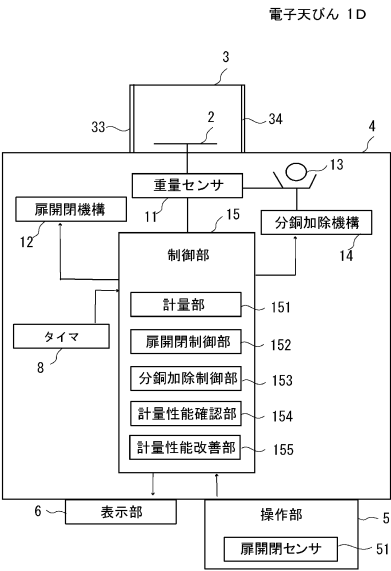 電子天びん 1D
3
33
2
34
4
13
重量センサ
扉開閉機構
11
15
分銅加除機構
12
14
制御部
計量部
151
タイマ
扉開閉制御部
152
8
分銅加除制御部
153
計量性能確認部
154
計量性能改善部
155
6
表示部
操作部
5
扉開閉センサ
51